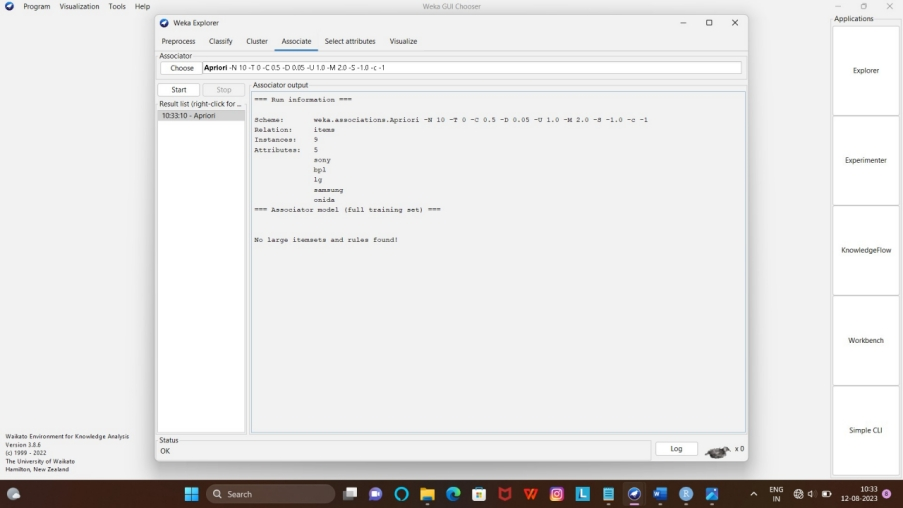 Program Visualization Tools Help
Weka GUI Chooser
Applications
Weka Explorer
Preprocess Classify Cluster Associate Select attributes Visualize
Associator
Choose Apriori -N 10 -T 0 -C 0.5 -D 0.05 -U 1.0 -M 2.0 -S -1.0 -c -1
Start Stop
Result list (right-click for ...
10:33:10 - Apriori
Associator output
=== Run information ===
Scheme: weka.associations.Apriori -N 10 -T 0 -C 0.5 -D 0.05 -U 1.0 -M 2.0 -S -1.0 -c -1
Relation: items
Instances: 9
Attributes: 5
sony
bpl
lg
samsung
onida
=== Associator model (full training set) ===
No large itemsets and rules found!
Status
OK
Log
x 0
Explorer
Experimenter
KnowledgeFlow
Workbench
Simple CLI
Waikato Environment for Knowledge Analysis
Version 3.8.6
(c) 1999 - 2022
The University of Waikato
Hamilton, New Zealand
Search
ENG
IN
10:33
12-08-2023